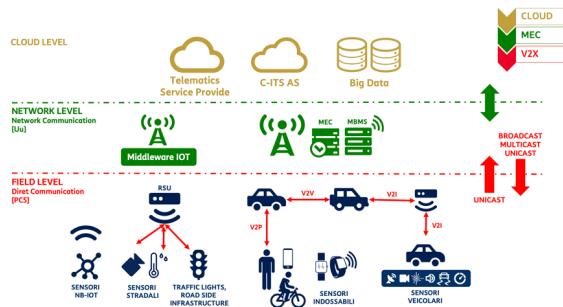 CLOUD LEVEL
Telematics
Service Provide
C-ITS AS
Big Data
CLOUD
MEC
V2X
NETWORK LEVEL
Network Communication
[Uu]
Middleware IOT
MEC
MBMS
BROADCAST
MULTICAST
UNICAST
FIELD LEVEL
Diret Communication
[PC5]
RSU
V2V
V2I
UNICAST
V2P
V2I
SENSORI
NB-IOT
SENSORI
STRADALI
TRAFFIC LIGHTS,
ROAD SIDE
INFRASTRUCTURE
SENSORI
INDOSSABILI
SENSORI
VEICOLARI